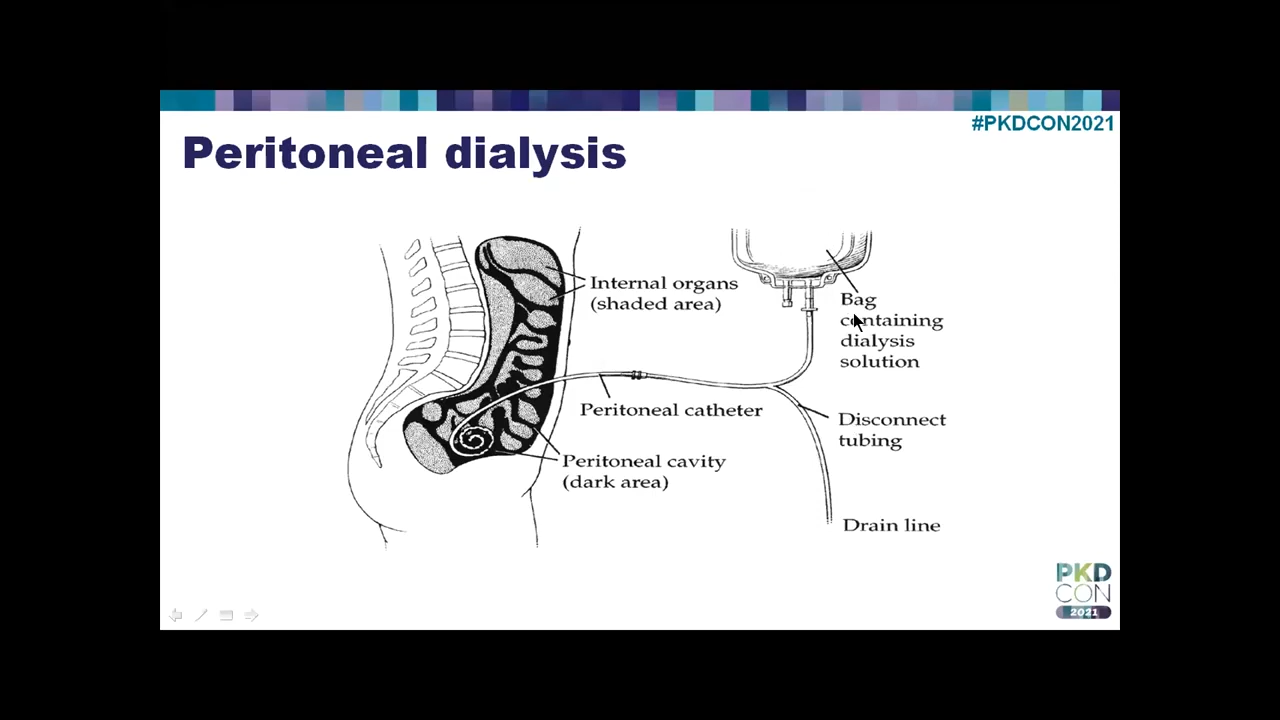 #PKDCON2021
Peritoneal dialysis
Internal organs
(shaded area)
Bag
containing
dialysis
solution
Peritoneal catheter
Disconnect
tubing
Peritoneal cavity
(dark area)
Drain line
PKD
CON
2021